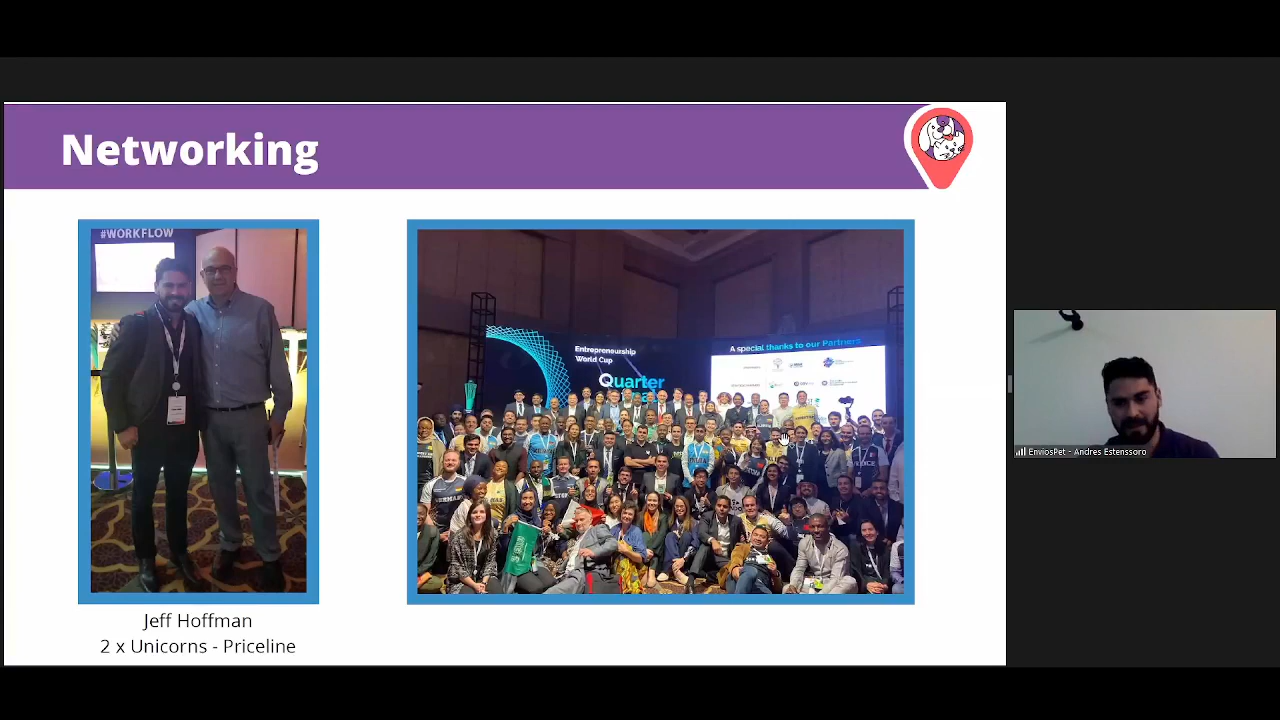 Networking
#WORKFLOW
Entrepreneurship
World Cup
Quarter
A special thanks to our Partners
Jeff Hoffman
2 x Unicorns - Priceline
EnviosPet - Andres Estenssoro